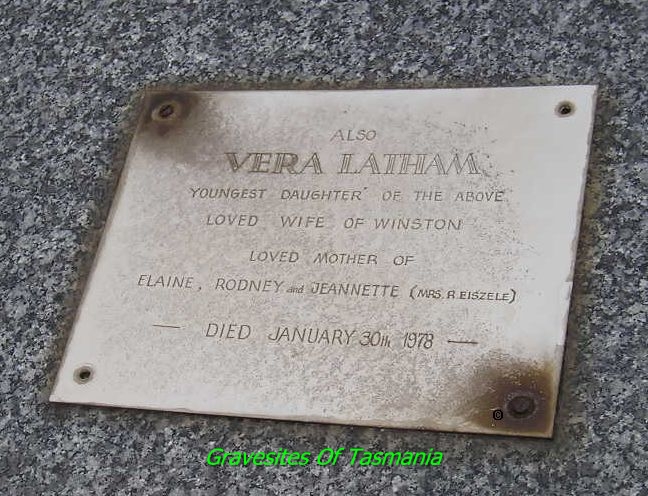 ALSO
VERA LATHAM
YOUNGEST DAUGHTER OF THE ABOVE
LOVED WIFE OF WINSTON
LOVED MOTHER OF
ELAINE, RODNEY and JEANNETTE (MRS. R. EISZELE)
— DIED JANUARY 30th 1978 —
Gravesites Of Tasmania